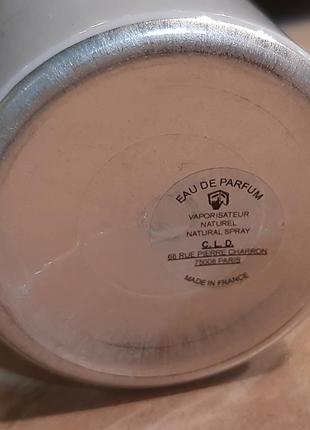 EAU DE PARFUM
VAPORISATEUR
NATUREL
NATURAL SPRAY
C. L. D.
66 RUE PIERRE CHARRON
75008 PARIS
MADE IN FRANCE